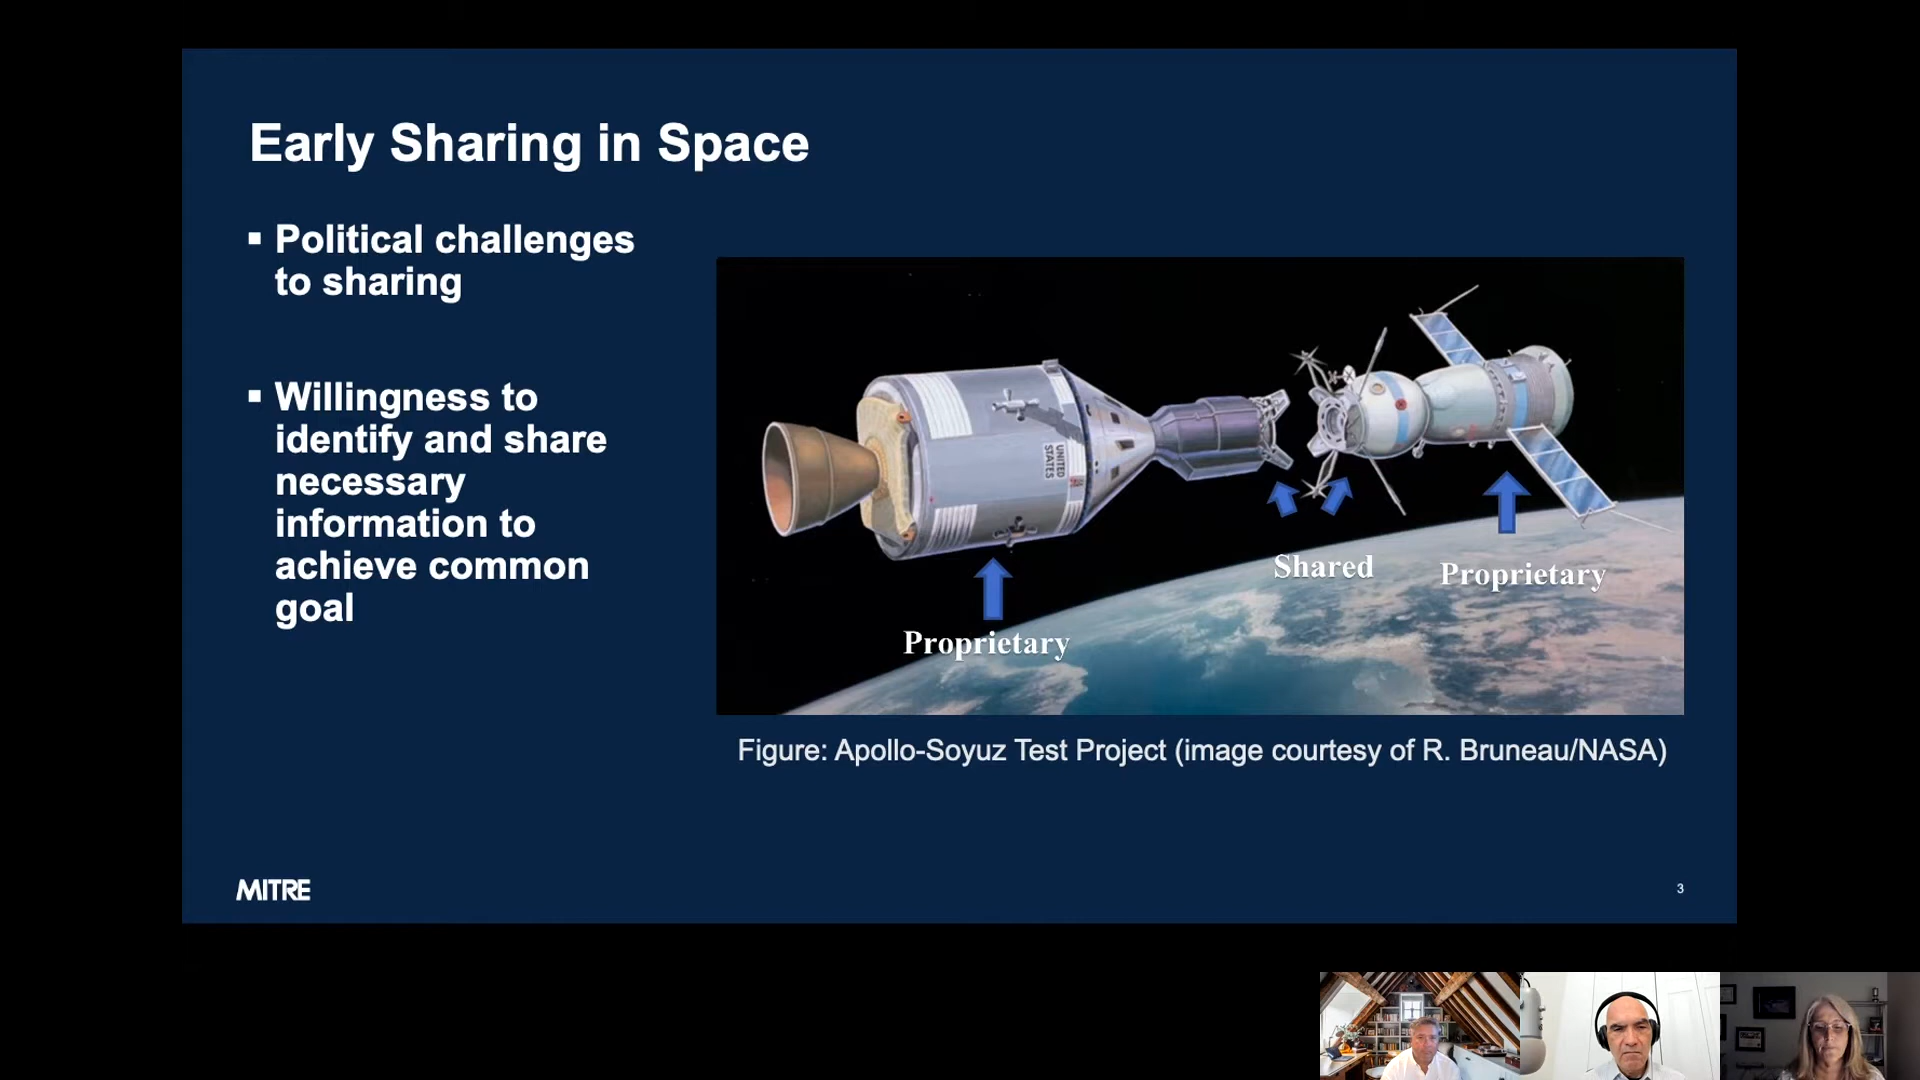 Early Sharing in Space
▪ Political challenges
to sharing
▪ Willingness to
identify and share
necessary
information to
achieve common
goal
UNITED
STATES
Shared
Proprietary
Proprietary
Figure: Apollo-Soyuz Test Project (image courtesy of R. Bruneau/NASA)
MITRE
3